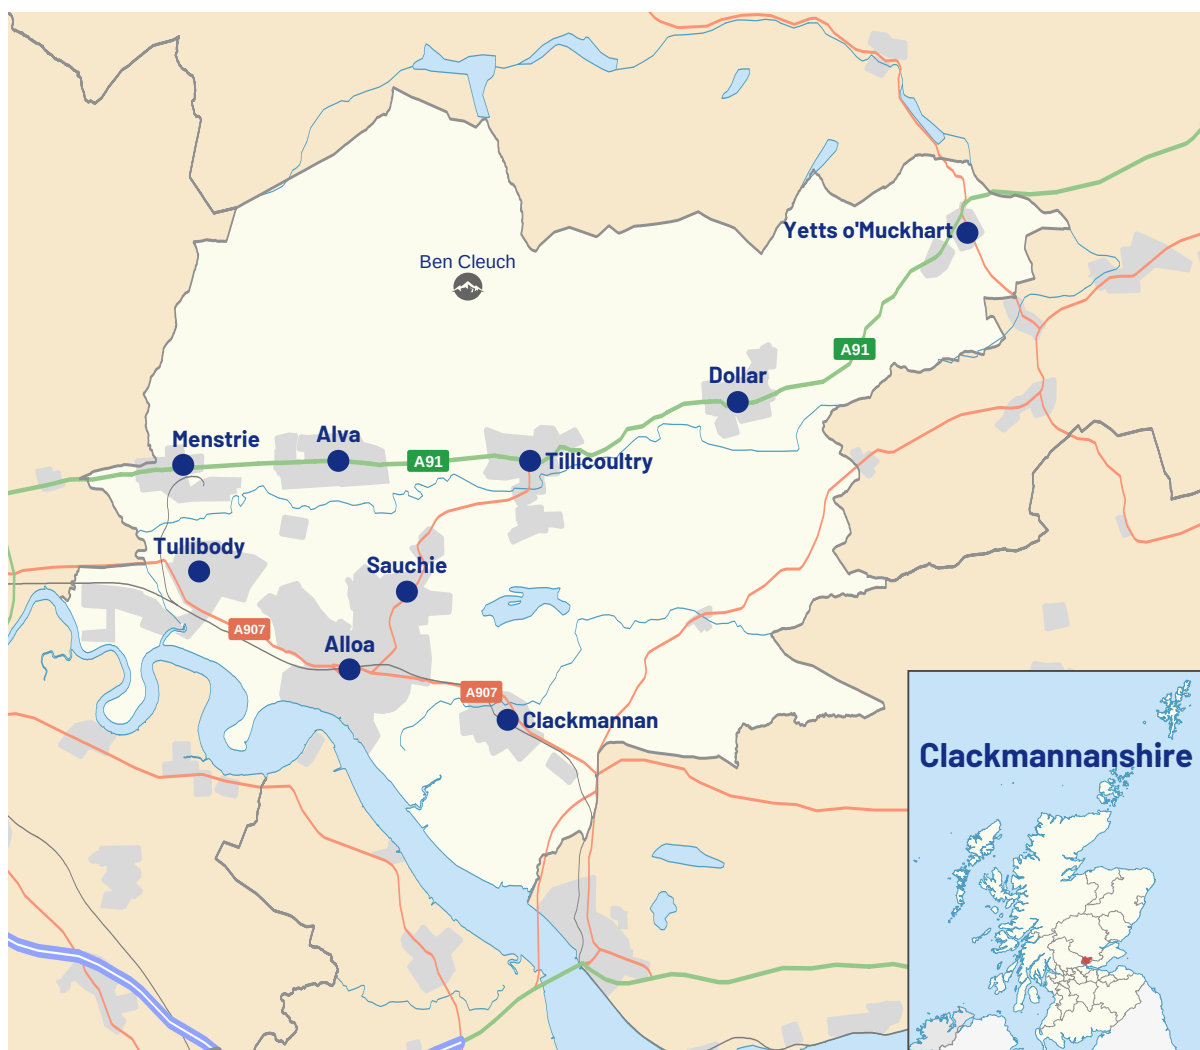 Yetts o'Muckhart
Ben Cleuch
A91
Dollar
Menstrie
Alva
A91
Tillicoultry
Tullibody
Sauchie
A907
Alloa
A907
Clackmannan
Clackmannanshire